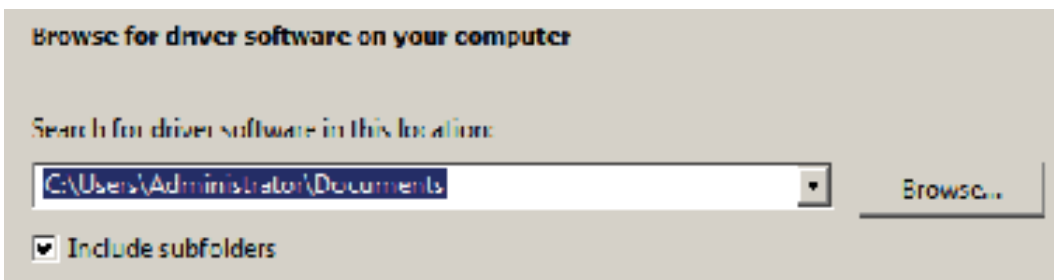 Browse for driver software on your computer
Search for driver software in this location:
C:\Users\Administrator\Documents
Browse...
Include subfolders